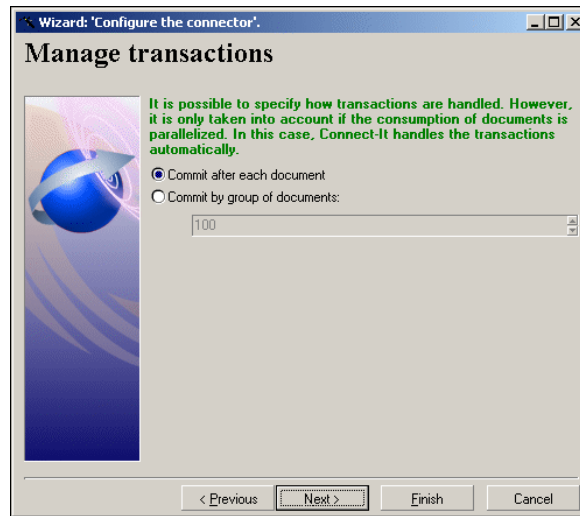 Wizard: 'Configure the connector'.
Manage transactions
It is possible to specify how transactions are handled. However,
it is only taken into account if the consumption of documents is
parallelized. In this case, Connect-It handles the transactions
automatically.
Commit after each document
Commit by group of documents:
100
< Previous
Next >
Finish
Cancel